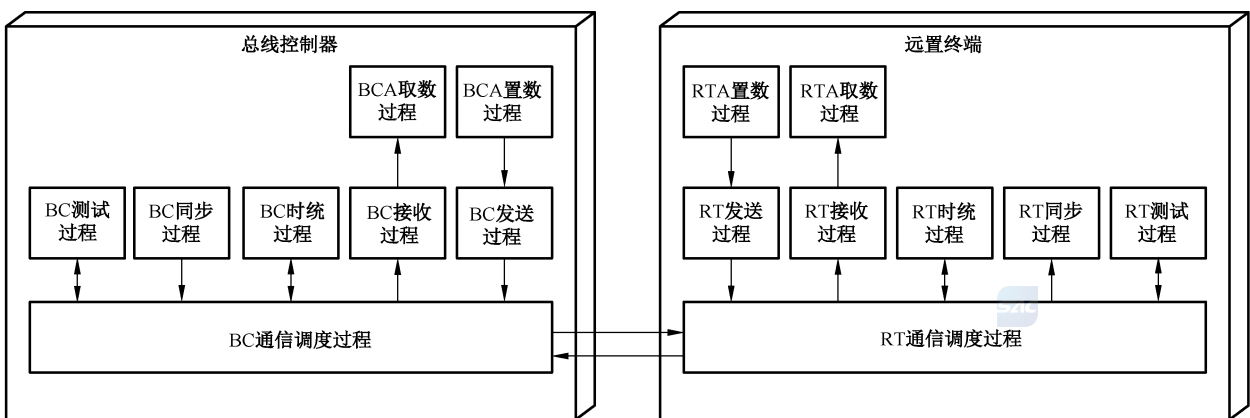 总线控制器
远置终端
BCA取数
过程
BCA置数
过程
RTA置数
过程
RTA取数
过程
BC测试
过程
BC同步
过程
BC时统
过程
BC接收
过程
BC发送
过程
RT发送
过程
RT接收
过程
RT时统
过程
RT同步
过程
RT测试
过程
BC通信调度过程
RT通信调度过程
SZIC